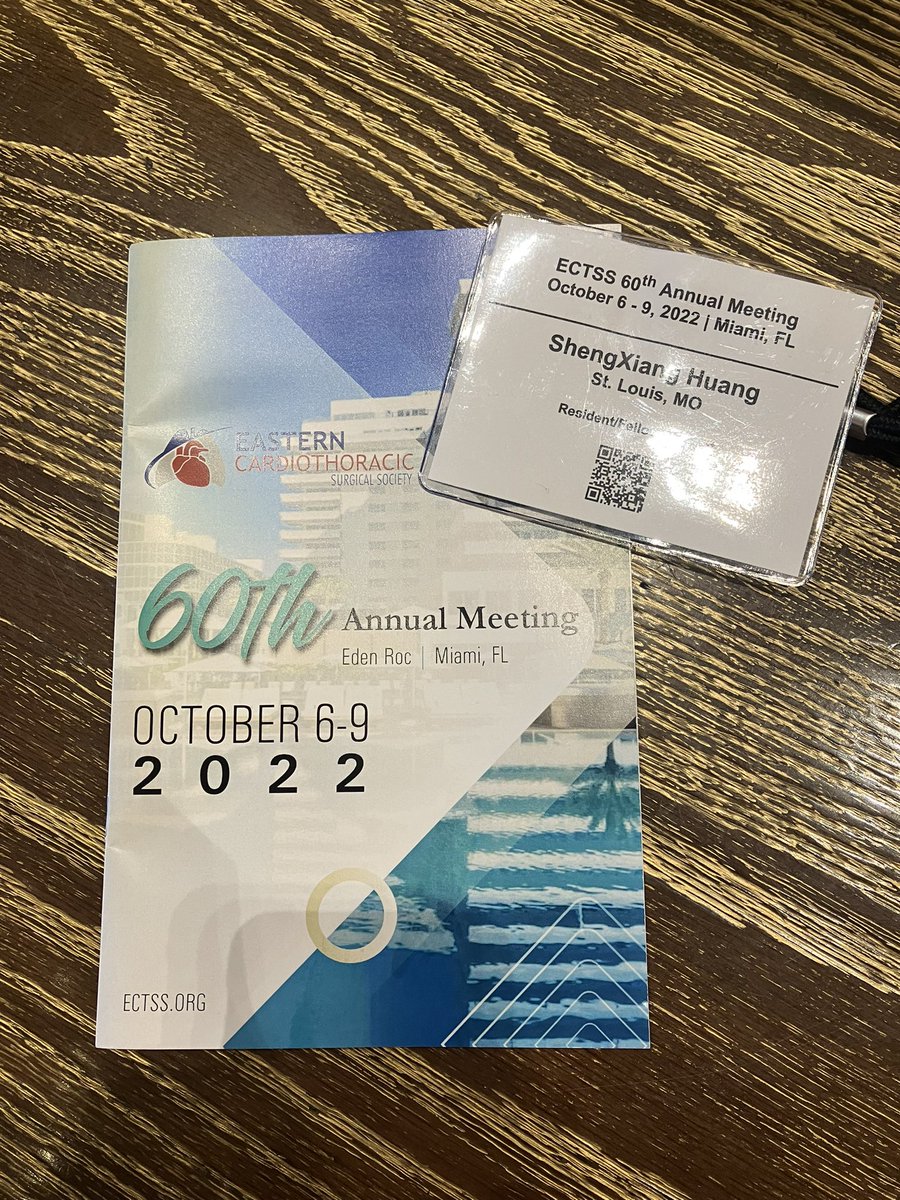 ECTSS 60th Annual Meeting
October 6 - 9, 2022 | Miami, FL
ShengXiang Huang
St. Louis, MO
EASTERN
CARDIOTHORACIC
SURGICAL SOCIETY
60th Annual Meeting
Eden Roc | Miami, FL
OCTOBER 6-9
2022
ECTSS.ORG